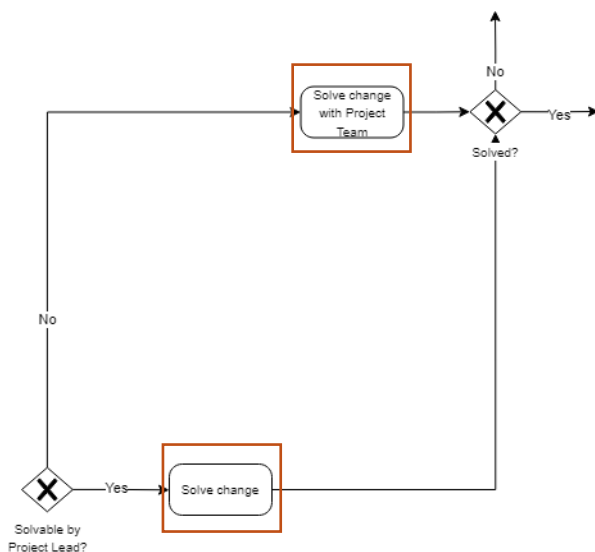 No
Solve change
with Project
Team
Yes
Solved?
No
Yes
Solve change
Solvable by
Project Lead?